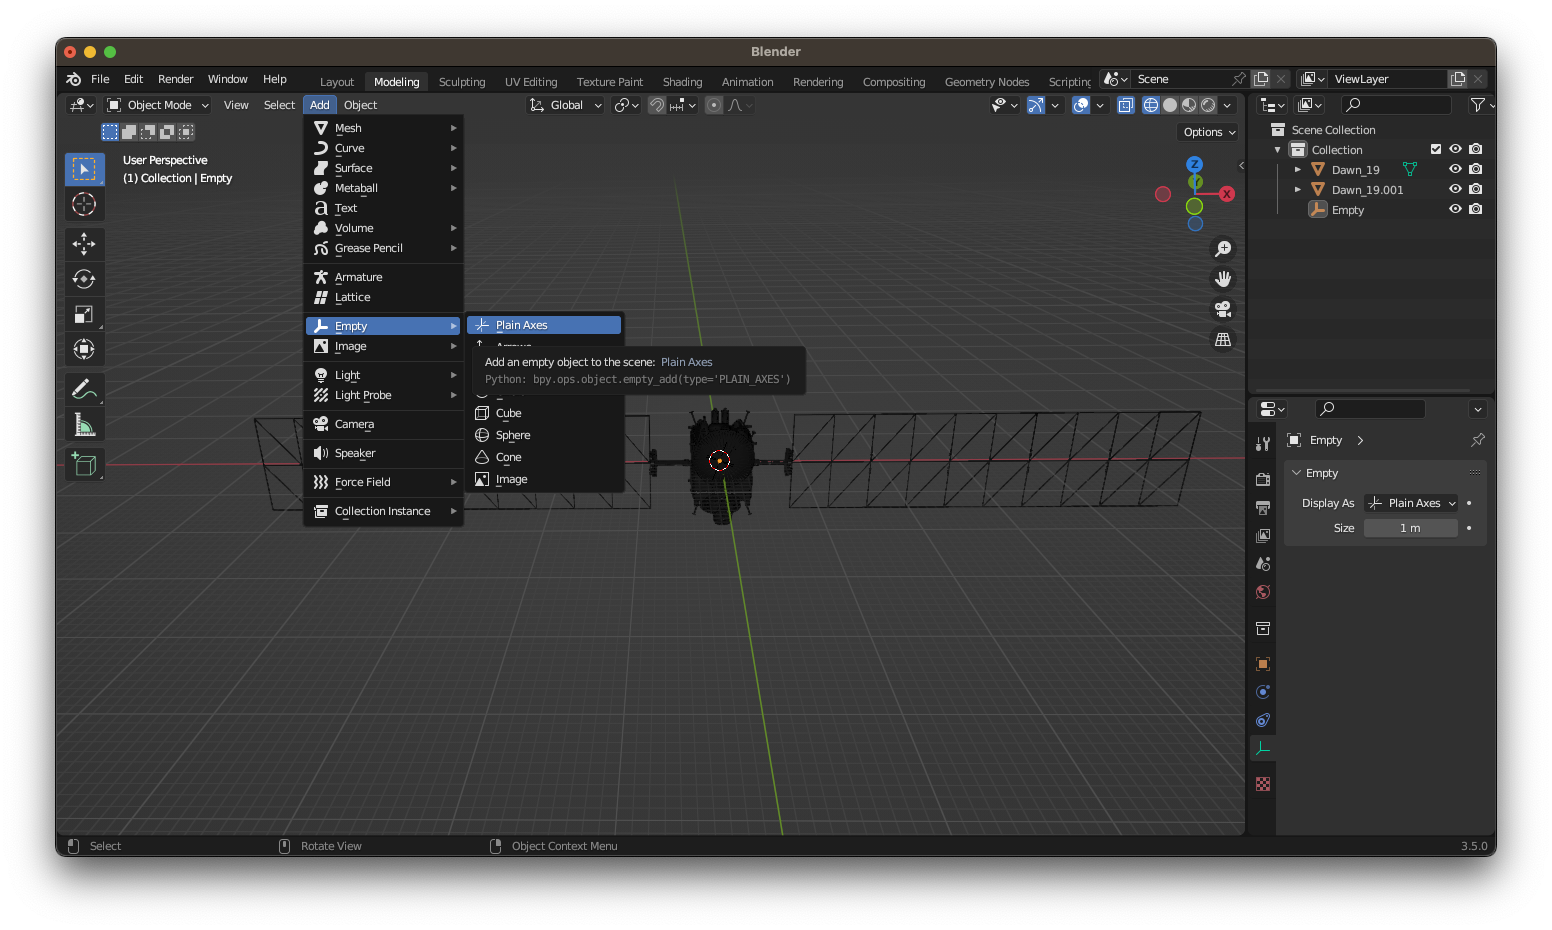 Blender
File Edit Render Window Help Layout Modeling Sculpting UV Editing Texture Paint Shading Animation Rendering Compositing Geometry Nodes Scripting Scene ViewLayer
Object Mode View Select Add Object Global
Options
User Perspective
(1) Collection | Empty
Mesh
Curve
Surface
Metaball
Text
Volume
Grease Pencil
Armature
Lattice
Empty
Image
Light
Light Probe
Camera
Speaker
Force Field
Collection Instance
Plain Axes
Add an empty object to the scene: Plain Axes
Python: bpy.ops.object.empty_add(type='PLAIN_AXES')
Cube
Sphere
Cone
Image
Z
Y
X
Scene Collection
Collection
Dawn_19
Dawn_19.001
Empty
Empty
Empty
Display As Plain Axes
Size 1 m
Select Rotate View Object Context Menu 3.5.0